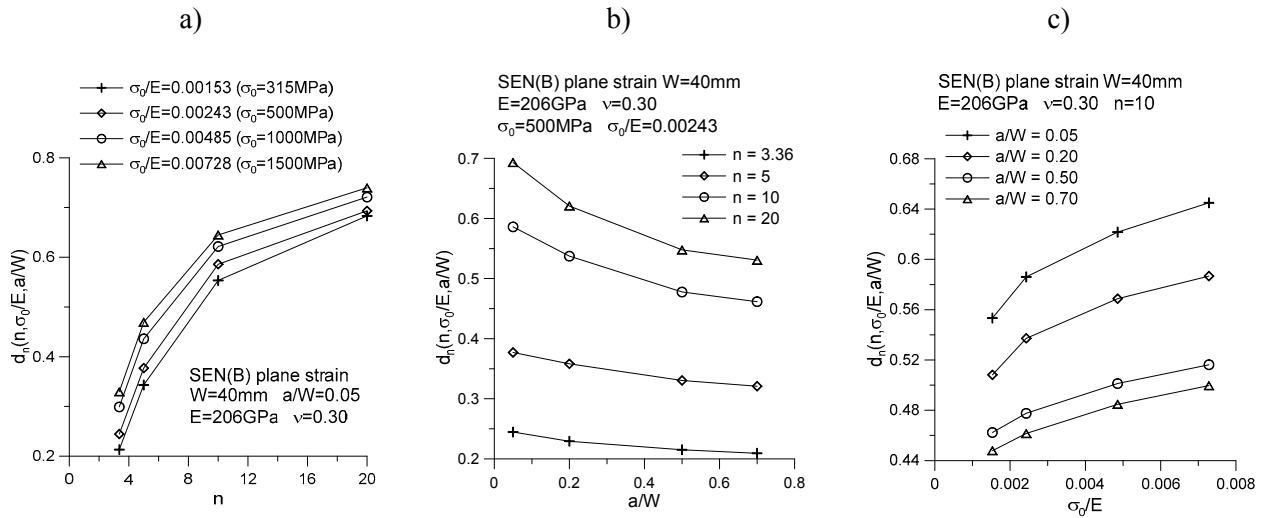 a)
σ0/E=0.00153 (σ0=315MPa)
σ0/E=0.00243 (σ0=500MPa)
σ0/E=0.00485 (σ0=1000MPa)
σ0/E=0.00728 (σ0=1500MPa)
0.8
0.6
0.4
0.2
dn(n,σ0/E,a/W)
SEN(B) plane strain
W=40mm a/W=0.05
E=206GPa ν=0.30
0 4 8 12 16 20
n
b)
SEN(B) plane strain W=40mm
E=206GPa ν=0.30
σ0=500MPa σ0/E=0.00243
n = 3.36
n = 5
n = 10
n = 20
0.7
0.6
0.5
0.4
0.3
0.2
dn(n,σ0/E,a/W)
0 0.2 0.4 0.6 0.8
a/W
c)
SEN(B) plane strain W=40mm
E=206GPa ν=0.30 n=10
a/W = 0.05
a/W = 0.20
a/W = 0.50
a/W = 0.70
0.68
0.64
0.6
0.56
0.52
0.48
0.44
dn(n,σ0/E,a/W)
0 0.002 0.004 0.006 0.008
σ0/E